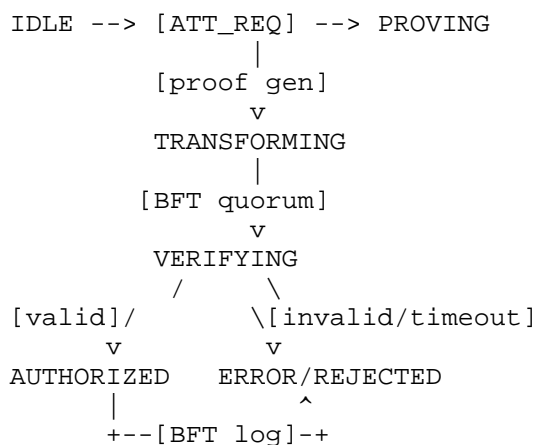 IDLE --> [ATT_REQ] --> PROVING
|
[proof gen]
v
TRANSFORMING
|
[BFT quorum]
v
VERIFYING
/ \
[valid]/ \[invalid/timeout]
v v
AUTHORIZED ERROR/REJECTED
| ^
+--[BFT log]-+